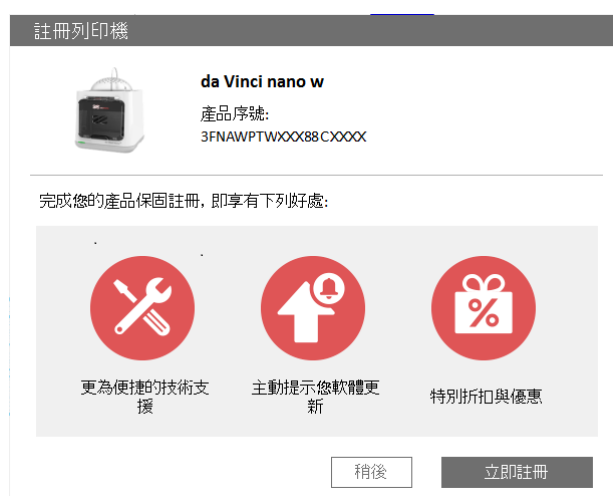 註冊列印機
da Vinci nano w
產品序號:
3FNAWPTWXXX88CXXXX
完成您的產品保固註冊, 即享有下列好處:
%
更為便捷的技術支
援
主動提示您軟體更
新
特別折扣與優惠
稍後
立即註冊